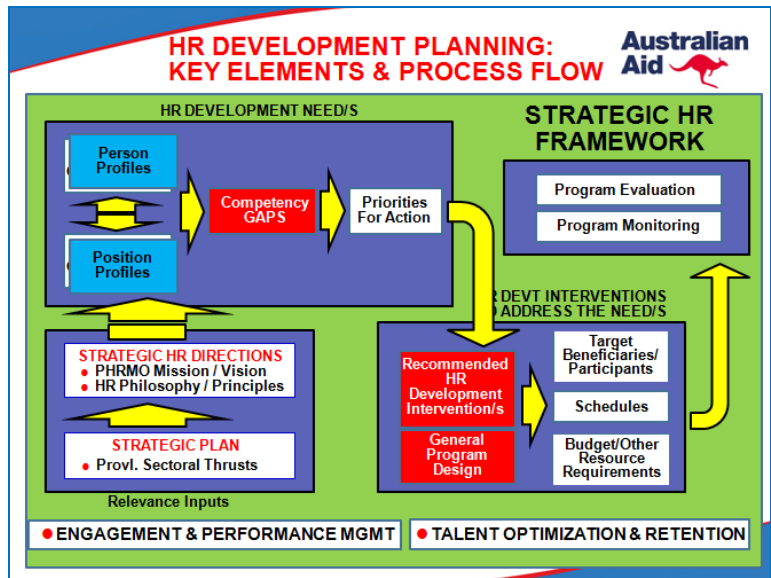 HR DEVELOPMENT PLANNING:
KEY ELEMENTS & PROCESS FLOW
Australian
Aid
HR DEVELOPMENT NEED/S
Person
Profiles
Position
Profiles
Competency
GAPS
Priorities
For Action
STRATEGIC HR
FRAMEWORK
Program Evaluation
Program Monitoring
STRATEGIC HR DIRECTIONS
● PHRMO Mission / Vision
● HR Philosophy / Principles
STRATEGIC PLAN
● Provl. Sectoral Thrusts
Relevance Inputs
DEVT INTERVENTIONS
ADDRESS THE NEED/S
Recommended
HR
Development
Intervention/s
General
Program
Design
Target
Beneficiaries/
Participants
Schedules
Budget/Other
Resource
Requirements
● ENGAGEMENT & PERFORMANCE MGMT
● TALENT OPTIMIZATION & RETENTION